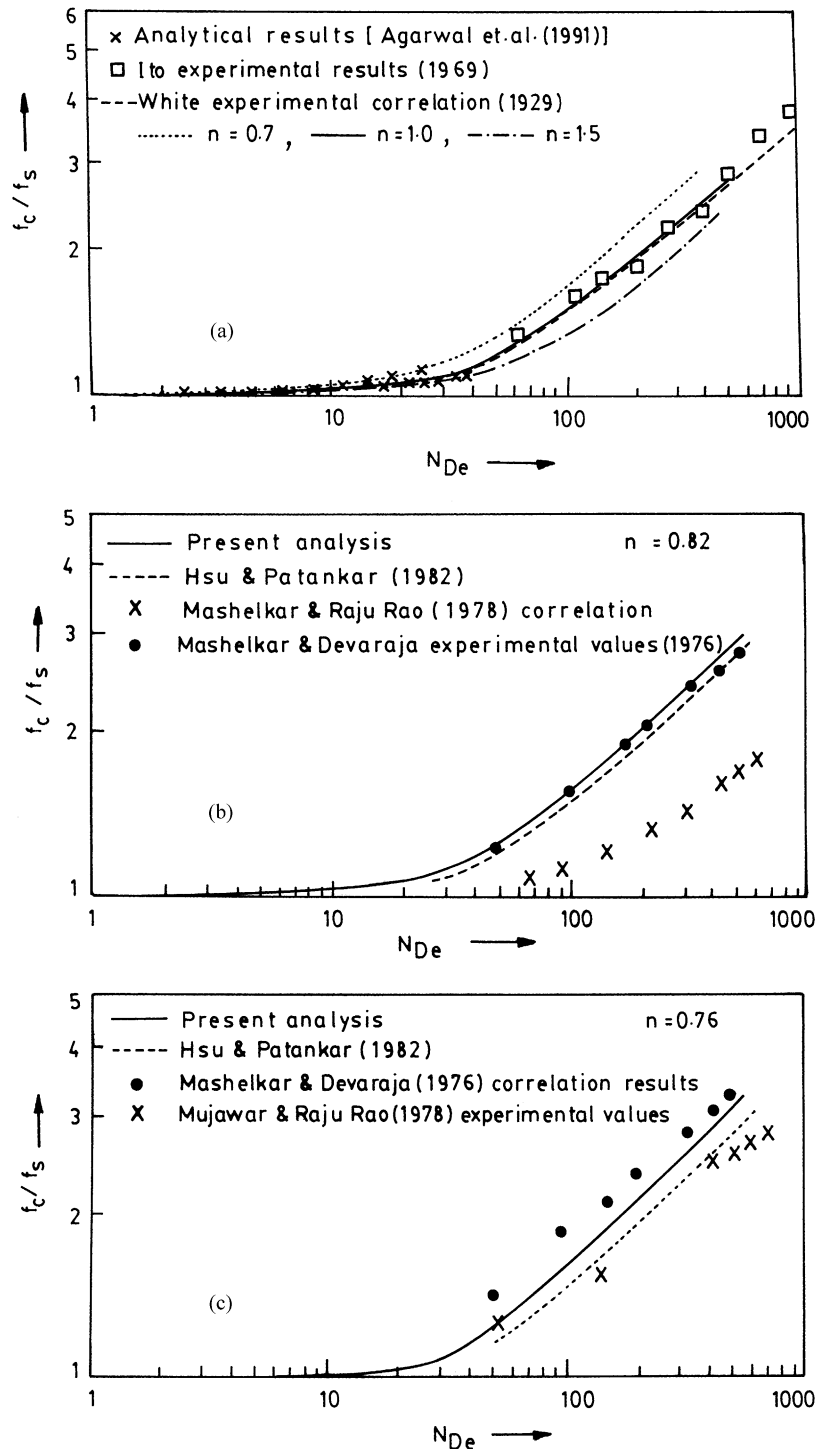 6
5
4
3
2
1
f_c / f_s
× Analytical results [Agarwal et.al. (1991)]
□ Ito experimental results (1969)
---White experimental correlation (1929)
n = 0.7 , n=1.0 , n=1.5
(a)
1 10 100 1000
N_De
5
4
3
2
1
f_c / f_s
Present analysis n = 0.82
Hsu & Patankar (1982)
X Mashelkar & Raju Rao (1978) correlation
● Mashelkar & Devaraja experimental values (1976)
(b)
1 10 100 1000
N_De
5
4
3
2
1
f_c / f_s
Present analysis n=0.76
Hsu & Patankar (1982)
● Mashelkar & Devaraja (1976) correlation results
X Mujawar & Raju Rao (1978) experimental values
(c)
1 10 100 1000
N_De